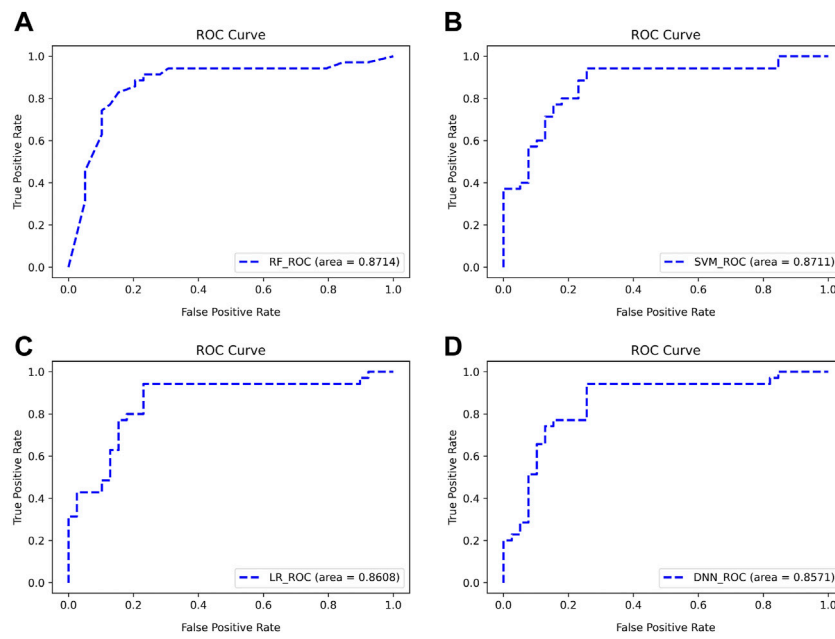 A
ROC Curve
True Positive Rate
1.0
0.8
0.6
0.4
0.2
0.0
RF_ROC (area = 0.8714)
0.0 0.2 0.4 0.6 0.8 1.0
False Positive Rate
B
ROC Curve
True Positive Rate
1.0
0.8
0.6
0.4
0.2
0.0
SVM_ROC (area = 0.8711)
0.0 0.2 0.4 0.6 0.8 1.0
False Positive Rate
C
ROC Curve
True Positive Rate
1.0
0.8
0.6
0.4
0.2
0.0
LR_ROC (area = 0.8608)
0.0 0.2 0.4 0.6 0.8 1.0
False Positive Rate
D
ROC Curve
True Positive Rate
1.0
0.8
0.6
0.4
0.2
0.0
DNN_ROC (area = 0.8571)
0.0 0.2 0.4 0.6 0.8 1.0
False Positive Rate